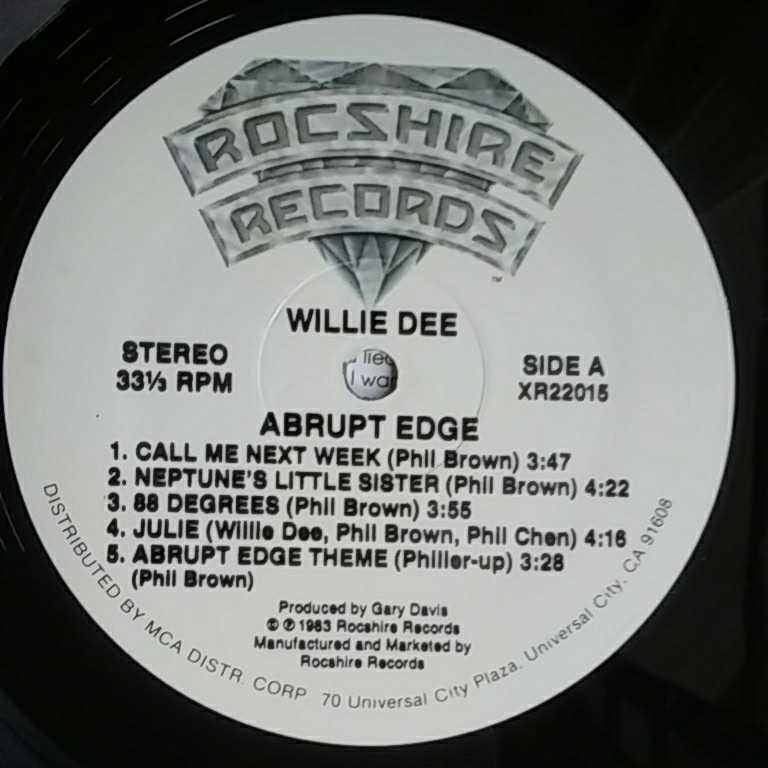 ROCSHIRE
RECORDS
TM
WILLIE DEE
STEREO
33⅓ RPM
SIDE A
XR22015
I war
ABRUPT EDGE
1. CALL ME NEXT WEEK (Phil Brown) 3:47
2. NEPTUNE'S LITTLE SISTER (Phil Brown) 4:22
3. 88 DEGREES (Phil Brown) 3:55
4. JULIE (Willie Dee, Phil Brown, Phil Chen) 4:16
5. ABRUPT EDGE THEME (Philler-up) 3:28
(Phil Brown)
Produced by Gary Davis
© ℗ 1983 Rocshire Records
Manufactured and Marketed by
Rocshire Records
DISTRIBUTED BY MCA DISTR. CORP. 70 Universal City Plaza, Universal City, CA 91608